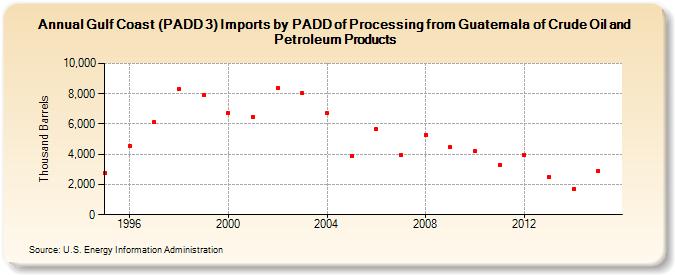 Annual Gulf Coast (PADD 3) Imports by PADD of Processing from Guatemala of Crude Oil and
Petroleum Products
Thousand Barrels
10,000
8,000
6,000
4,000
2,000
0
1996
2000
2004
2008
2012
Source: U.S. Energy Information Administration